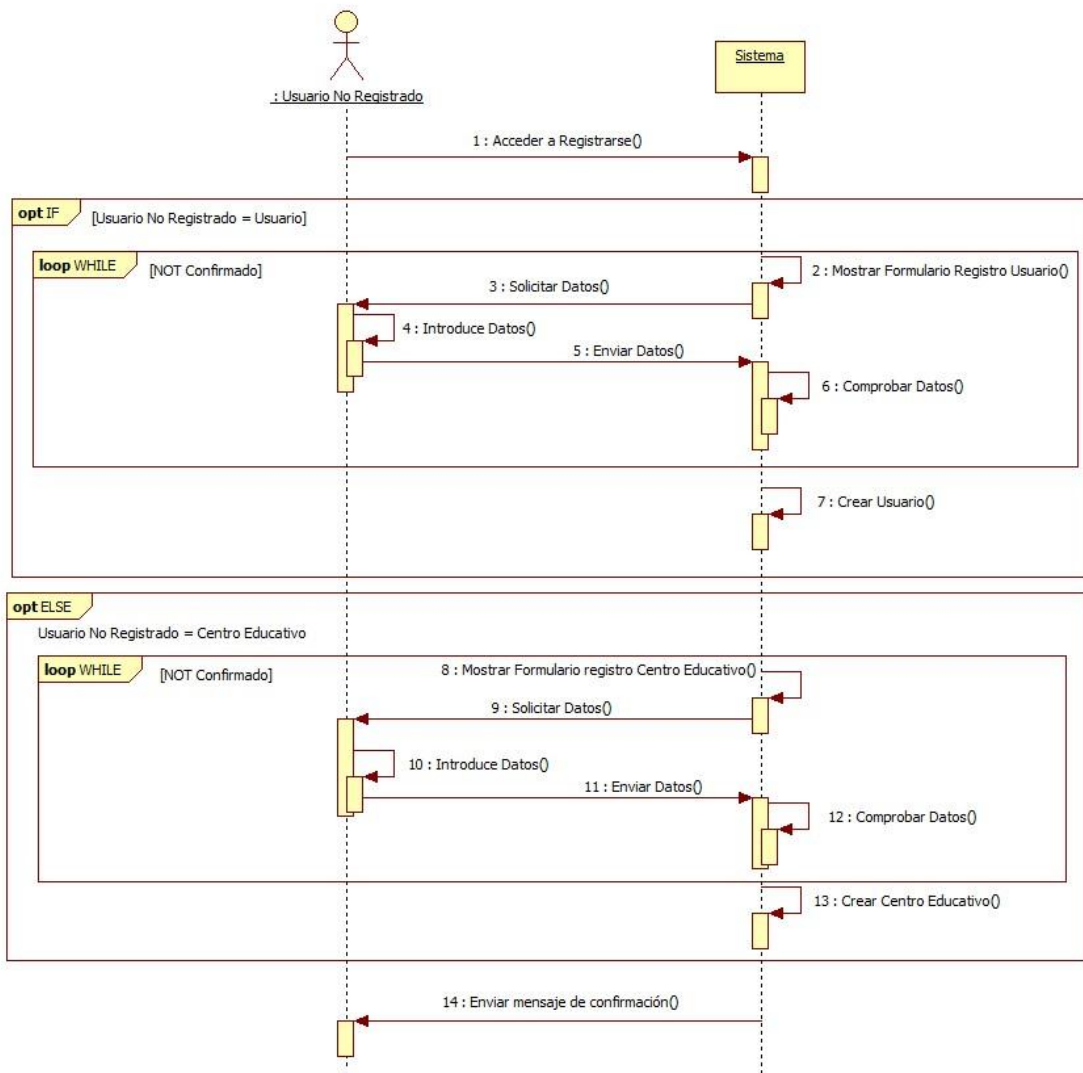 Sistema
: Usuario No Registrado
1 : Acceder a Registrarse()
opt IF
[Usuario No Registrado = Usuario]
loop WHILE
[NOT Confirmado]
2 : Mostrar Formulario Registro Usuario()
3 : Solicitar Datos()
4 : Introduce Datos()
5 : Enviar Datos()
6 : Comprobar Datos()
7 : Crear Usuario()
opt ELSE
Usuario No Registrado = Centro Educativo
loop WHILE
[NOT Confirmado]
8 : Mostrar Formulario registro Centro Educativo()
9 : Solicitar Datos()
10 : Introduce Datos()
11 : Enviar Datos()
12 : Comprobar Datos()
13 : Crear Centro Educativo()
14 : Enviar mensaje de confirmación()